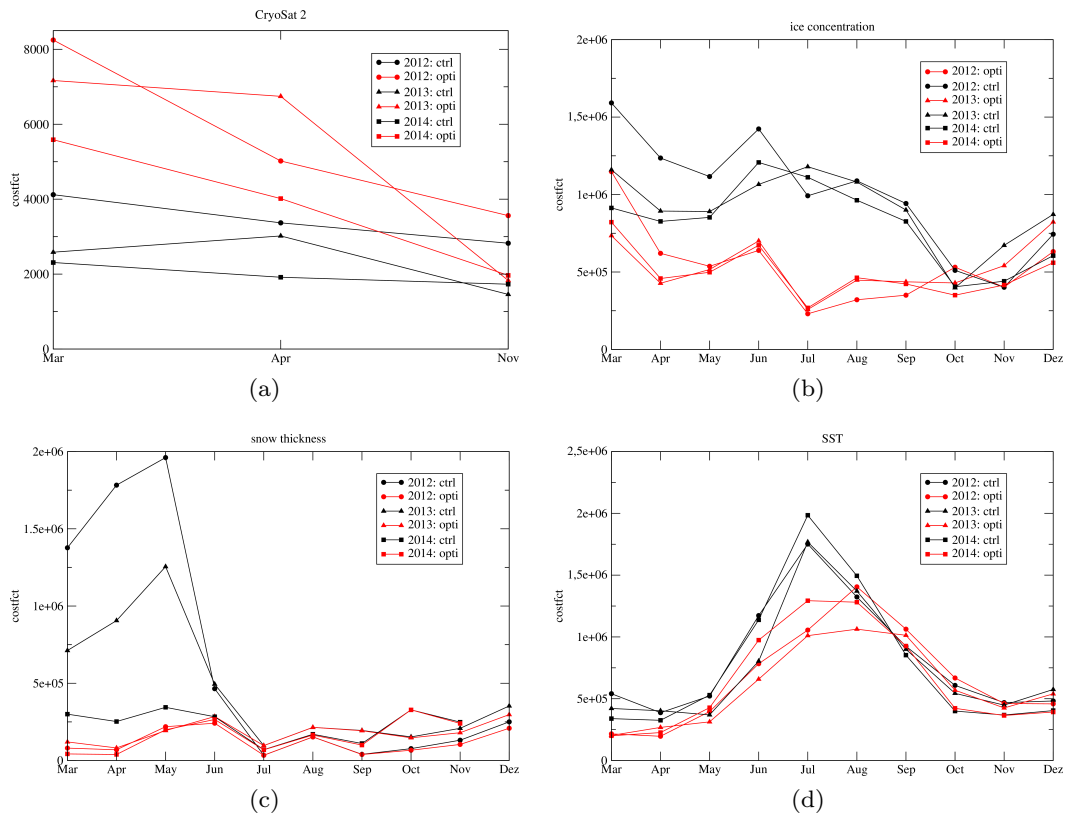 CryoSat 2
8000
6000
4000
2000
0
costfct
Mar
Apr
Nov
2012: ctrl
2012: opti
2013: ctrl
2013: opti
2014: ctrl
2014: opti
(a)
ice concentration
2e+06
1,5e+06
1e+06
5e+05
0
costfct
Mar
Apr
May
Jun
Jul
Aug
Sep
Oct
Nov
Dez
2012: opti
2012: ctrl
2013: opti
2013: ctrl
2014: ctrl
2014: opti
(b)
snow thickness
2e+06
1,5e+06
1e+06
5e+05
0
costfct
Mar
Apr
May
Jun
Jul
Aug
Sep
Oct
Nov
Dez
2012: ctrl
2012: opti
2013: ctrl
2013: opti
2014: ctrl
2014: opti
(c)
SST
2,5e+06
2e+06
1,5e+06
1e+06
5e+05
0
costfct
Mar
Apr
May
Jun
Jul
Aug
Sep
Oct
Nov
Dez
2012: ctrl
2012: opti
2013: ctrl
2013: opti
2014: ctrl
2014: opti
(d)